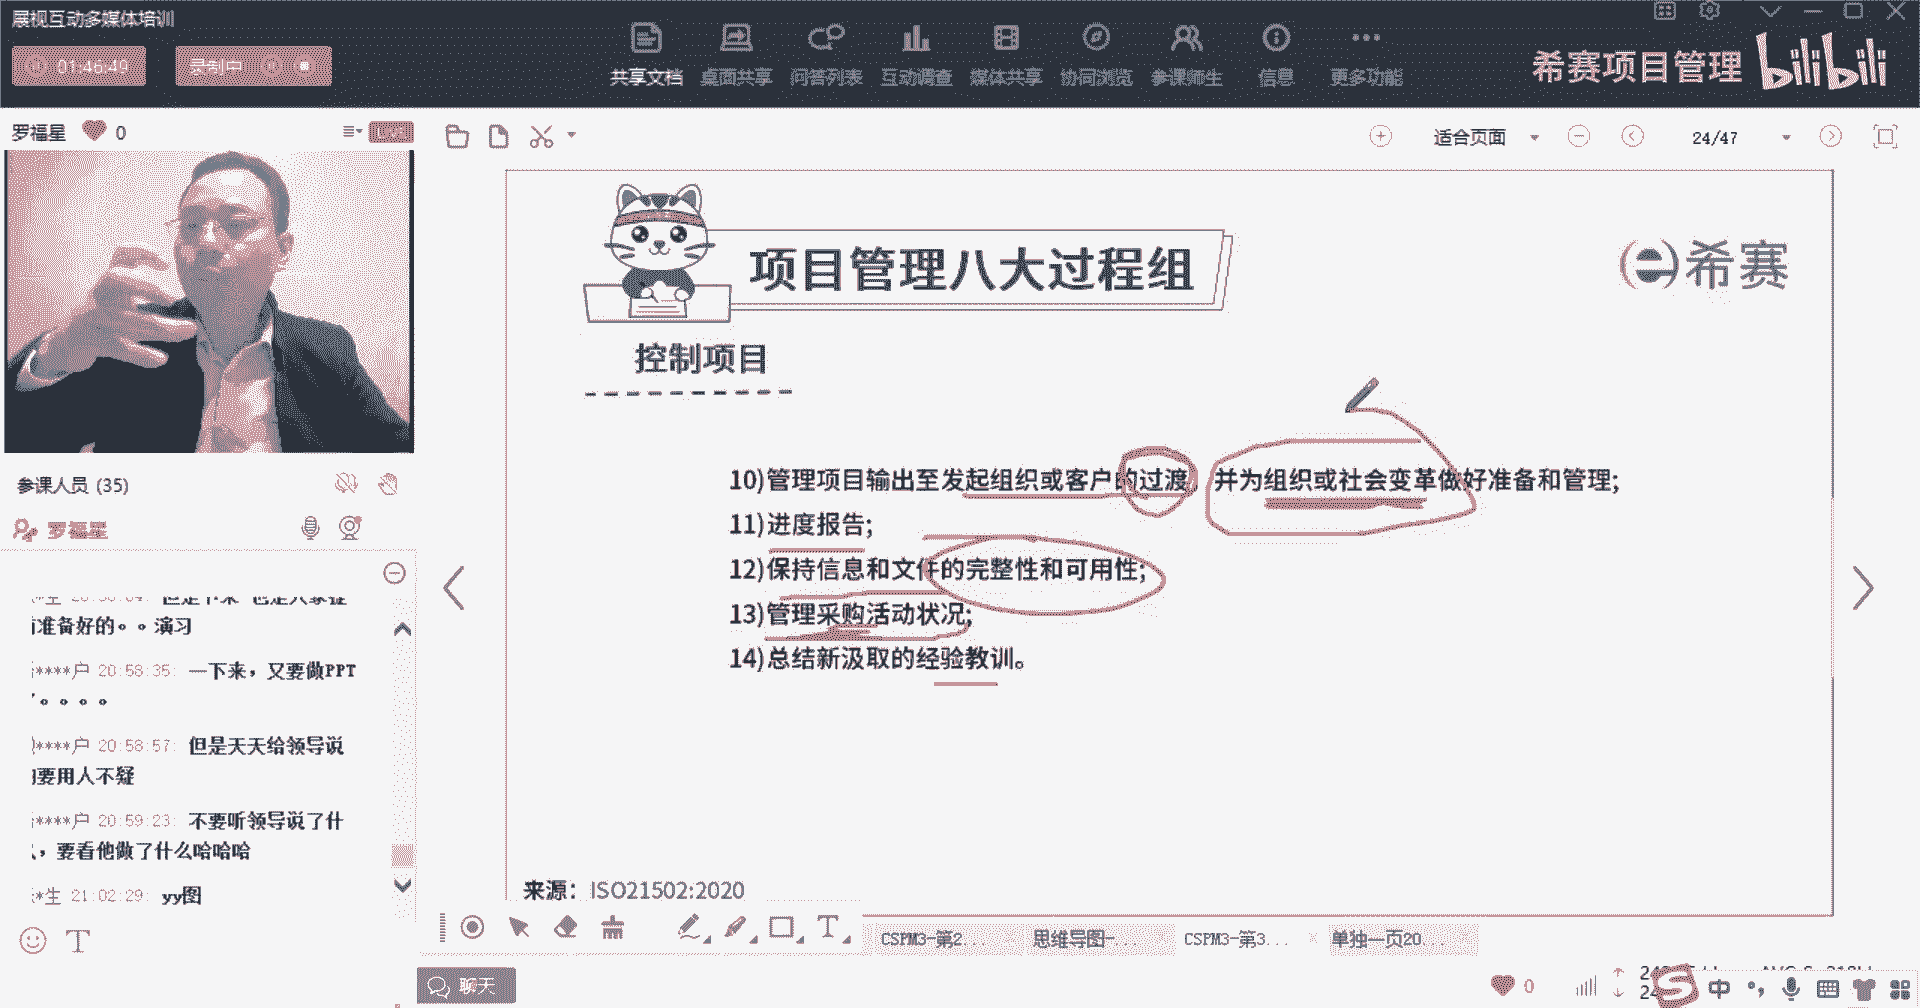 展视互动多媒体培训
01:46:49
录制中
共享文档
桌面共享
问答列表
互动调查
媒体共享
协同浏览
参课师生
信息
更多功能
希赛项目管理
bilibili
罗福星 0
LIVE
适合页面
24/47
项目管理八大过程组
希赛
控制项目
10)管理项目输出至发起组织或客户的过渡，并为组织或社会变革做好准备和管理;
11)进度报告;
12)保持信息和文件的完整性和可用性;
13)管理采购活动状况;
14)总结新汲取的经验教训。
来源：ISO21502:2020
参课人员 (35)
罗福星
准备好的。。演习
****户 20:58:35: 一下来，又要做PPT
。。。。
****户 20:58:57: 但是天天给领导说
要用人不疑
****户 20:59:23: 不要听领导说了什
，要看他做了什么哈哈哈
*生 21:02:29: yy图
T
CSPM3-第2...
思维导图-...
CSPM3-第3...
单独一页20...
聊天
0
中